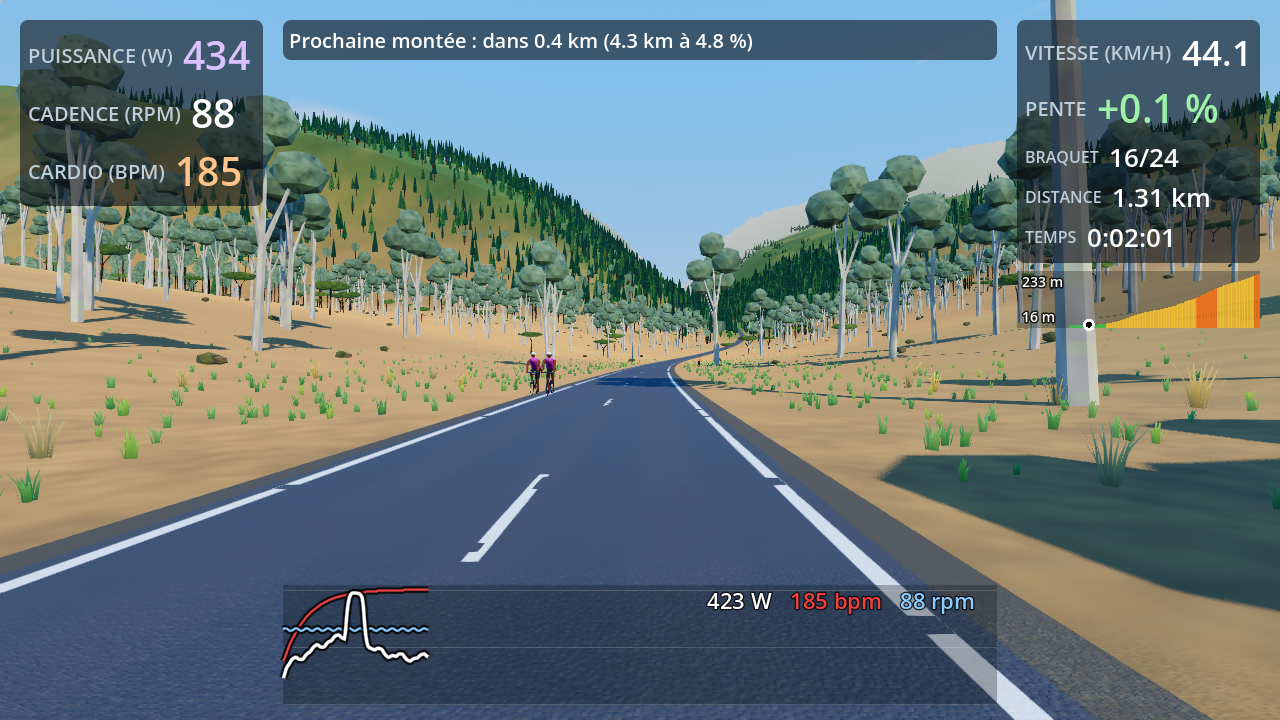 PUISSANCE (W) 434
CADENCE (RPM) 88
CARDIO (BPM) 185
Prochaine montée : dans 0.4 km (4.3 km à 4.8 %)
VITESSE (KM/H) 44.1
PENTE +0.1 %
BRAQUET 16/24
DISTANCE 1.31 km
TEMPS 0:02:01
233 m
16 m
423 W 185 bpm 88 rpm